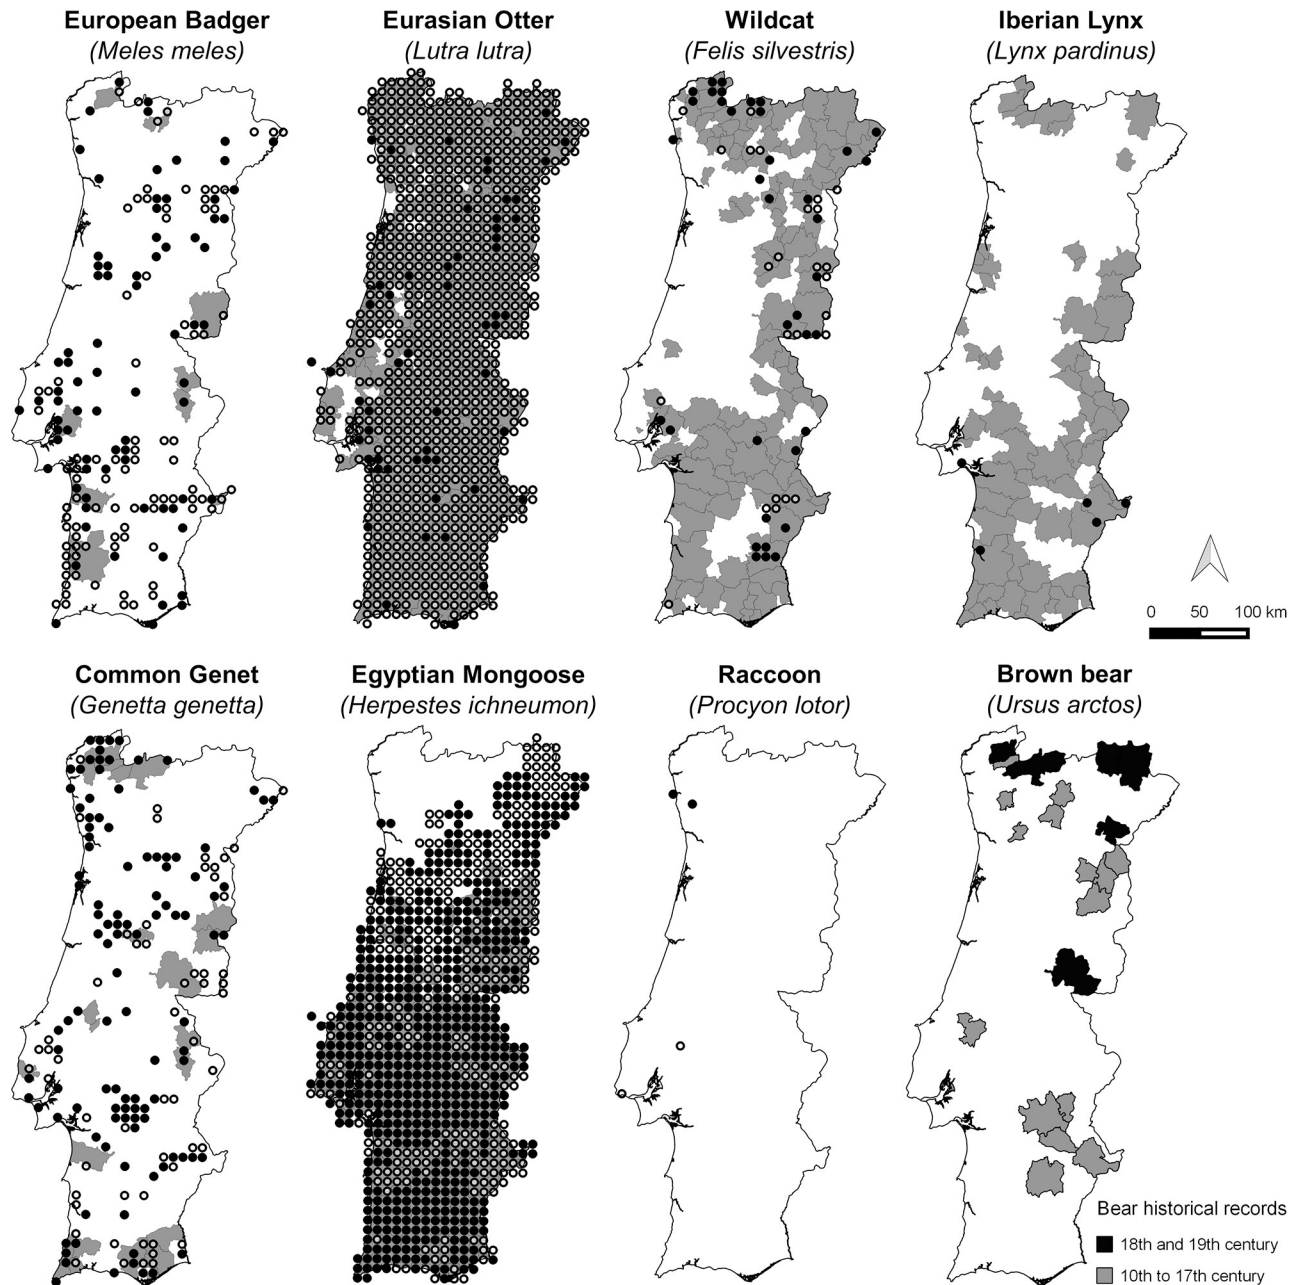 European Badger
(Meles meles)
Eurasian Otter
(Lutra lutra)
Wildcat
(Felis silvestris)
Iberian Lynx
(Lynx pardinus)
0 50 100 km
Common Genet
(Genetta genetta)
Egyptian Mongoose
(Herpestes ichneumon)
Raccoon
(Procyon lotor)
Brown bear
(Ursus arctos)
Bear historical records
18th and 19th century
10th to 17th century